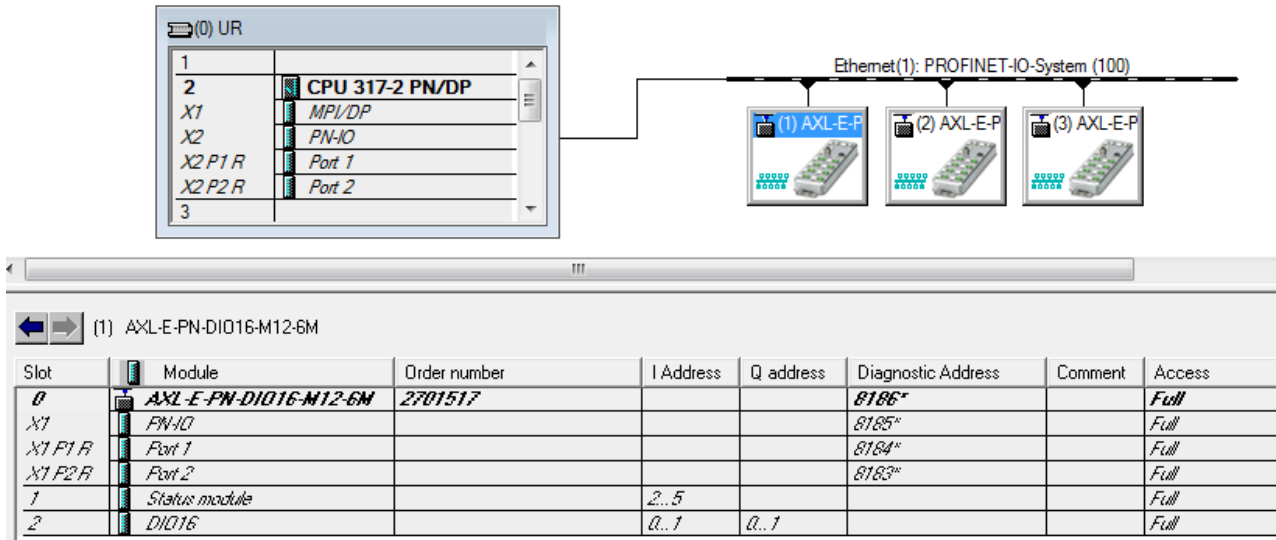 (0) UR
1
2 CPU 317-2 PN/DP
X1 MPI/DP
X2 PN-IO
X2 P1 R Port 1
X2 P2 R Port 2
3
Ethernet(1): PROFINET-IO-System (100)
(1) AXL-E-P (2) AXL-E-P (3) AXL-E-P
(1) AXL-E-PN-DIO16-M12-6M
Slot Module Order number I Address Q address Diagnostic Address Comment Access
0 AXL-E-PN-DIO16-M12-6M 2701517 8186* Full
X1 PN-IO 8185* Full
X1 P1 R Port 1 8184* Full
X1 P2 R Port 2 8183* Full
1 Status module 2...5 Full
2 DIO16 0...1 0...1 Full